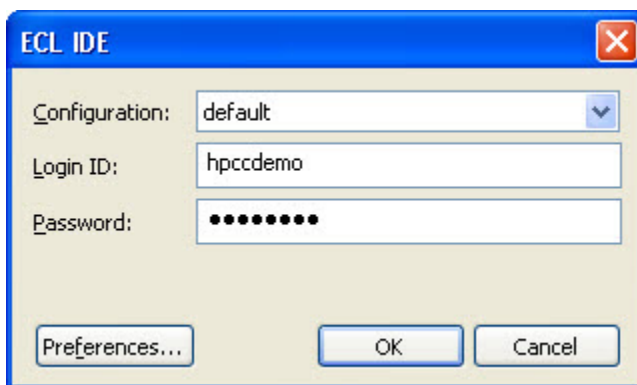 ECL IDE
Configuration: default
Login ID: hpccdemo
Password: ••••••••
Preferences... OK Cancel